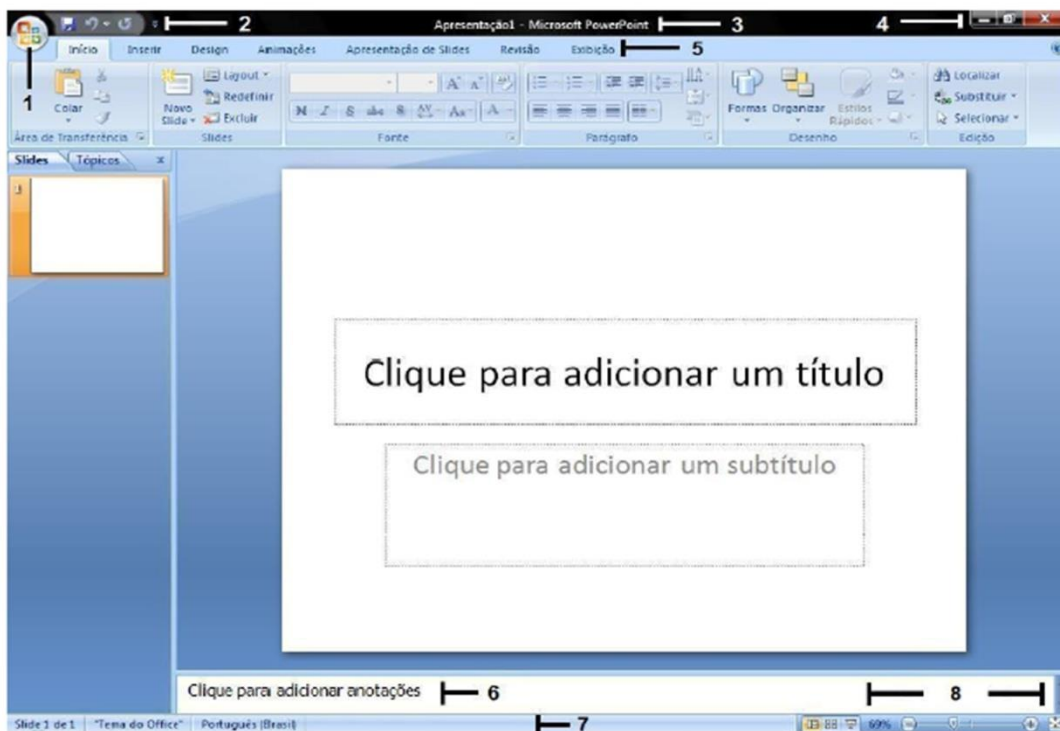 2
Apresentação1 - Microsoft PowerPoint
3
4
Início Inserir Design Animações Apresentação de Slides Revisão Exibição
5
1
Colar
Novo Slide
Layout
Redefinir
Excluir
N I S abc S AV Aa A
Formas Organizar Estilos Rápidos
Localizar
Substituir
Selecionar
Área de Transferência Slides Fonte Parágrafo Desenho Edição
Slides Tópicos x
1
Clique para adicionar um título
Clique para adicionar um subtítulo
Clique para adicionar anotações
6
8
Slide 1 de 1 "Tema do Office" Português (Brasil)
7
69%